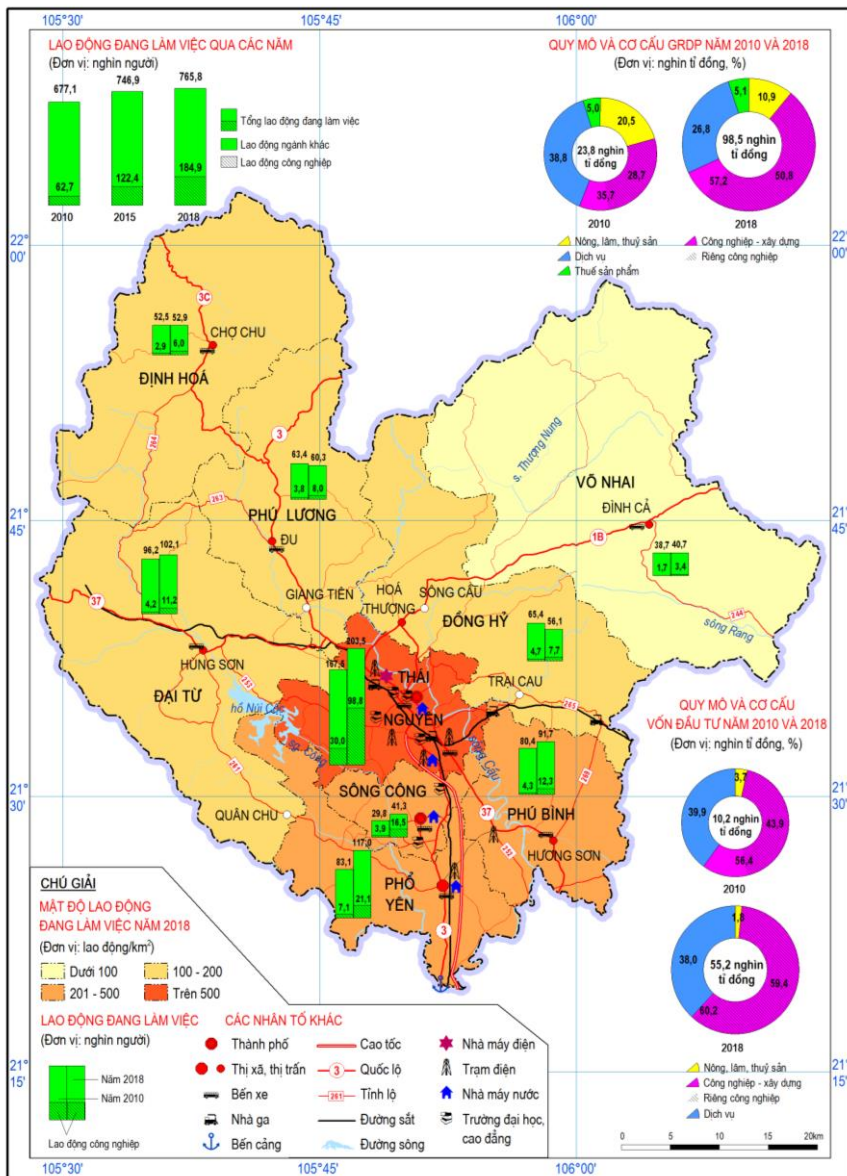 105°30'
105°45'
106°00'
LAO ĐỘNG ĐANG LÀM VIỆC QUA CÁC NĂM
(Đơn vị: nghìn người)
677,1
746,9
765,8
62,7
122,4
184,9
2010
2015
2018
Tổng lao động đang làm việc
Lao động ngành khác
Lao động công nghiệp
QUY MÔ VÀ CƠ CẤU GRDP NĂM 2010 VÀ 2018
(Đơn vị: nghìn tỉ đồng, %)
5,0
20,5
38,8
23,8 nghìn
tỉ đồng
28,7
35,7
2010
5,1
10,9
26,8
98,5 nghìn
tỉ đồng
57,2
50,8
2018
Nông, lâm, thuỷ sản
Công nghiệp - xây dựng
Dịch vụ
Riêng công nghiệp
Thuế sản phẩm
22°
00'
22°
00'
3C
52,5 52,9
2,9 6,0
CHỢ CHU
ĐỊNH HOÁ
264
3
63,4 60,3
3,8 8,0
s. Thượng Nung
VÕ NHAI
ĐÌNH CẢ
263
PHÚ LƯƠNG
ĐU
21°
45'
21°
45'
1B
38,7 40,7
1,7 3,4
96,2 102,1
4,2 11,2
37
GIANG TIÊN
HOÁ
THƯỢNG
SÔNG CẦU
ĐỒNG HỶ
65,4 56,1
4,7 7,7
sông Rang
HÙNG SƠN
ĐẠI TỪ
203,5
98,8
30,0
THÁI
NGUYÊN
TRẠI CAU
265
hồ Núi Cốc
sg. Công
sông Cầu
261
80,4 91,7
4,3 12,3
21°
30'
21°
30'
QUÂN CHU
SÔNG CÔNG
29,8 41,3
3,9 16,5
37
PHÚ BÌNH
HƯƠNG SƠN
83,1
7,1 21,1
PHỔ
YÊN
3
QUY MÔ VÀ CƠ CẤU
VỐN ĐẦU TƯ NĂM 2010 VÀ 2018
(Đơn vị: nghìn tỉ đồng, %)
3,7
39,9
10,2 nghìn
tỉ đồng
43,9
56,4
2010
38,0
55,2 nghìn
tỉ đồng
59,4
60,2
2018
Nông, lâm, thuỷ sản
Công nghiệp - xây dựng
Riêng công nghiệp
Dịch vụ
0 5 10 15 20km
CHÚ GIẢI
MẬT ĐỘ LAO ĐỘNG
ĐANG LÀM VIỆC NĂM 2018
(Đơn vị: lao động/km²)
Dưới 100
100 - 200
201 - 500
Trên 500
LAO ĐỘNG ĐANG LÀM VIỆC
(Đơn vị: nghìn người)
Năm 2018
Năm 2010
Lao động công nghiệp
CÁC NHÂN TỐ KHÁC
Thành phố
Cao tốc
Nhà máy điện
Thị xã, thị trấn
3
Quốc lộ
Trạm điện
Bến xe
261
Tỉnh lộ
Nhà máy nước
Nhà ga
Đường sắt
Trường đại học,
cao đẳng
Bến cảng
Đường sông
21°
15'
21°
15'
105°30'
105°45'
106°00'